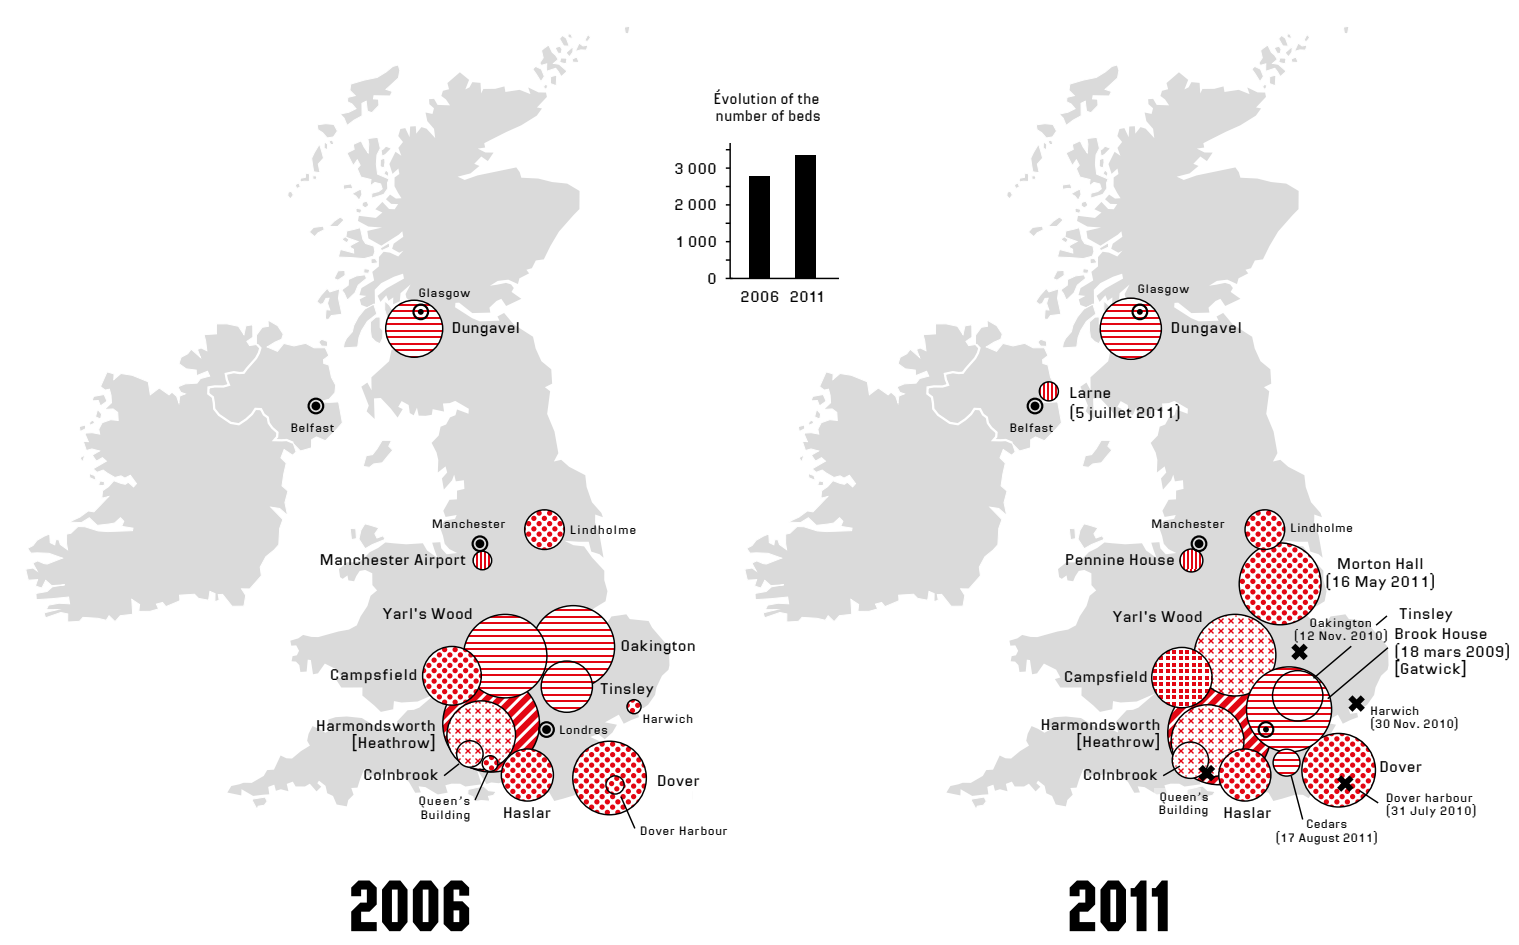 Évolution of the
number of beds
3 000
2 000
1 000
0
2006
2011
Glasgow
Dungavel
Belfast
Manchester
Lindholme
Manchester Airport
Yarl's Wood
Oakington
Campsfield
Tinsley
Harwich
Harmondsworth
[Heathrow]
Londres
Colnbrook
Queen's
Building
Haslar
Dover
Dover Harbour
2006
Glasgow
Dungavel
Larne
(5 juillet 2011)
Belfast
Manchester
Lindholme
Pennine House
Morton Hall
(16 May 2011)
Yarl's Wood
Tinsley
Oakington
(12 Nov. 2010)
Brook House
(18 mars 2009)
[Gatwick]
Campsfield
Harwich
(30 Nov. 2010)
Harmondsworth
[Heathrow]
Colnbrook
Queen's
Building
Haslar
Dover
Dover harbour
(31 July 2010)
Cedars
(17 August 2011)
2011